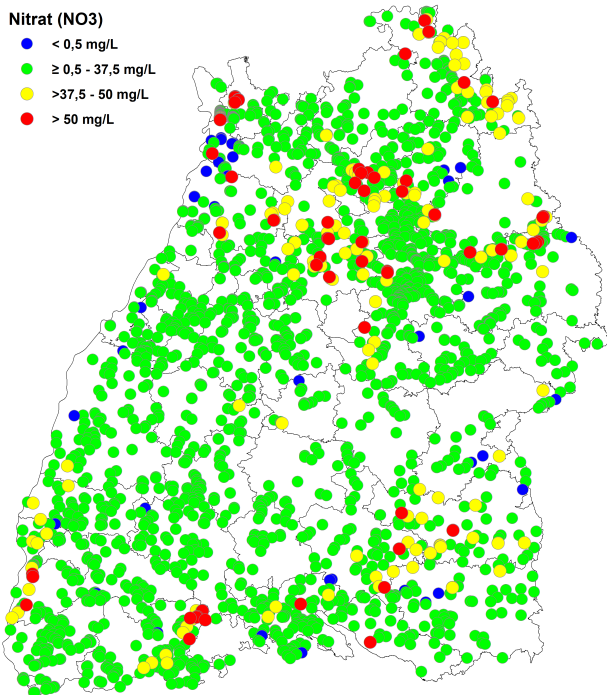 Nitrat (NO3)
< 0,5 mg/L
≥ 0,5 - 37,5 mg/L
>37,5 - 50 mg/L
> 50 mg/L